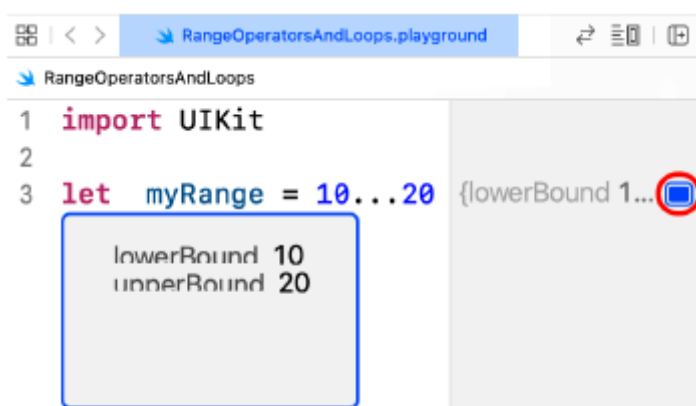 RangeOperatorsAndLoops.playground
RangeOperatorsAndLoops
1 import UIKit
2
3 let myRange = 10...20 {lowerBound 1...
lowerBound 10
upperBound 20